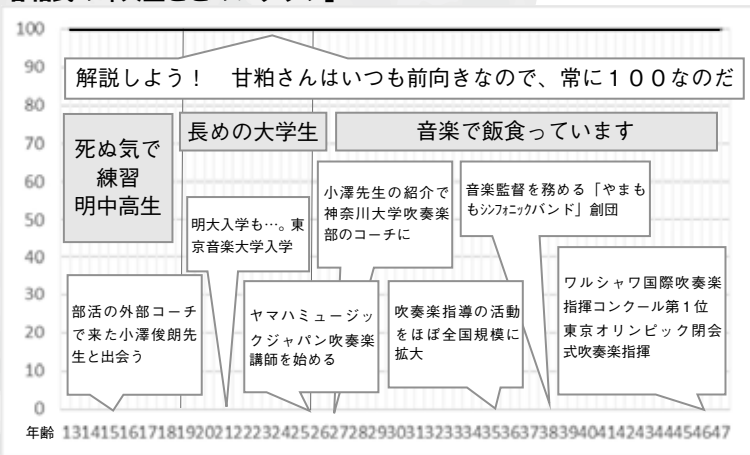 100
90
解説しよう！　甘粕さんはいつも前向きなので、常に１００なのだ
80
70
60
50
40
30
20
10
0
死ぬ気で
練習
明中高生
長めの大学生
音楽で飯食っています
明大入学も…。東
京音楽大学入学
小澤先生の紹介で
神奈川大学吹奏楽
部のコーチに
音楽監督を務める「やまも
もシンフォニックバンド」創団
部活の外部コーチ
で来た小澤俊朗先
生と出会う
ヤマハミュージッ
クジャパン吹奏楽
講師を始める
吹奏楽指導の活動
をほぼ全国規模に
拡大
ワルシャワ国際吹奏楽
指揮コンクール第１位
東京オリンピック閉会
式吹奏楽指揮
年齢 1314151617181920212223242526272829303132333435363738394041424344454647